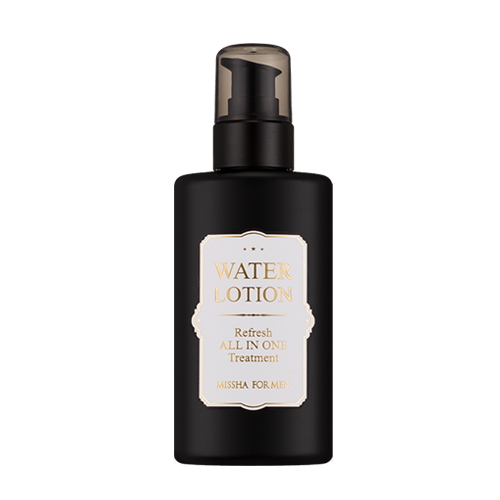 WATER
LOTION
Refresh
ALL IN ONE
Treatment
MISSHA FOR MEN